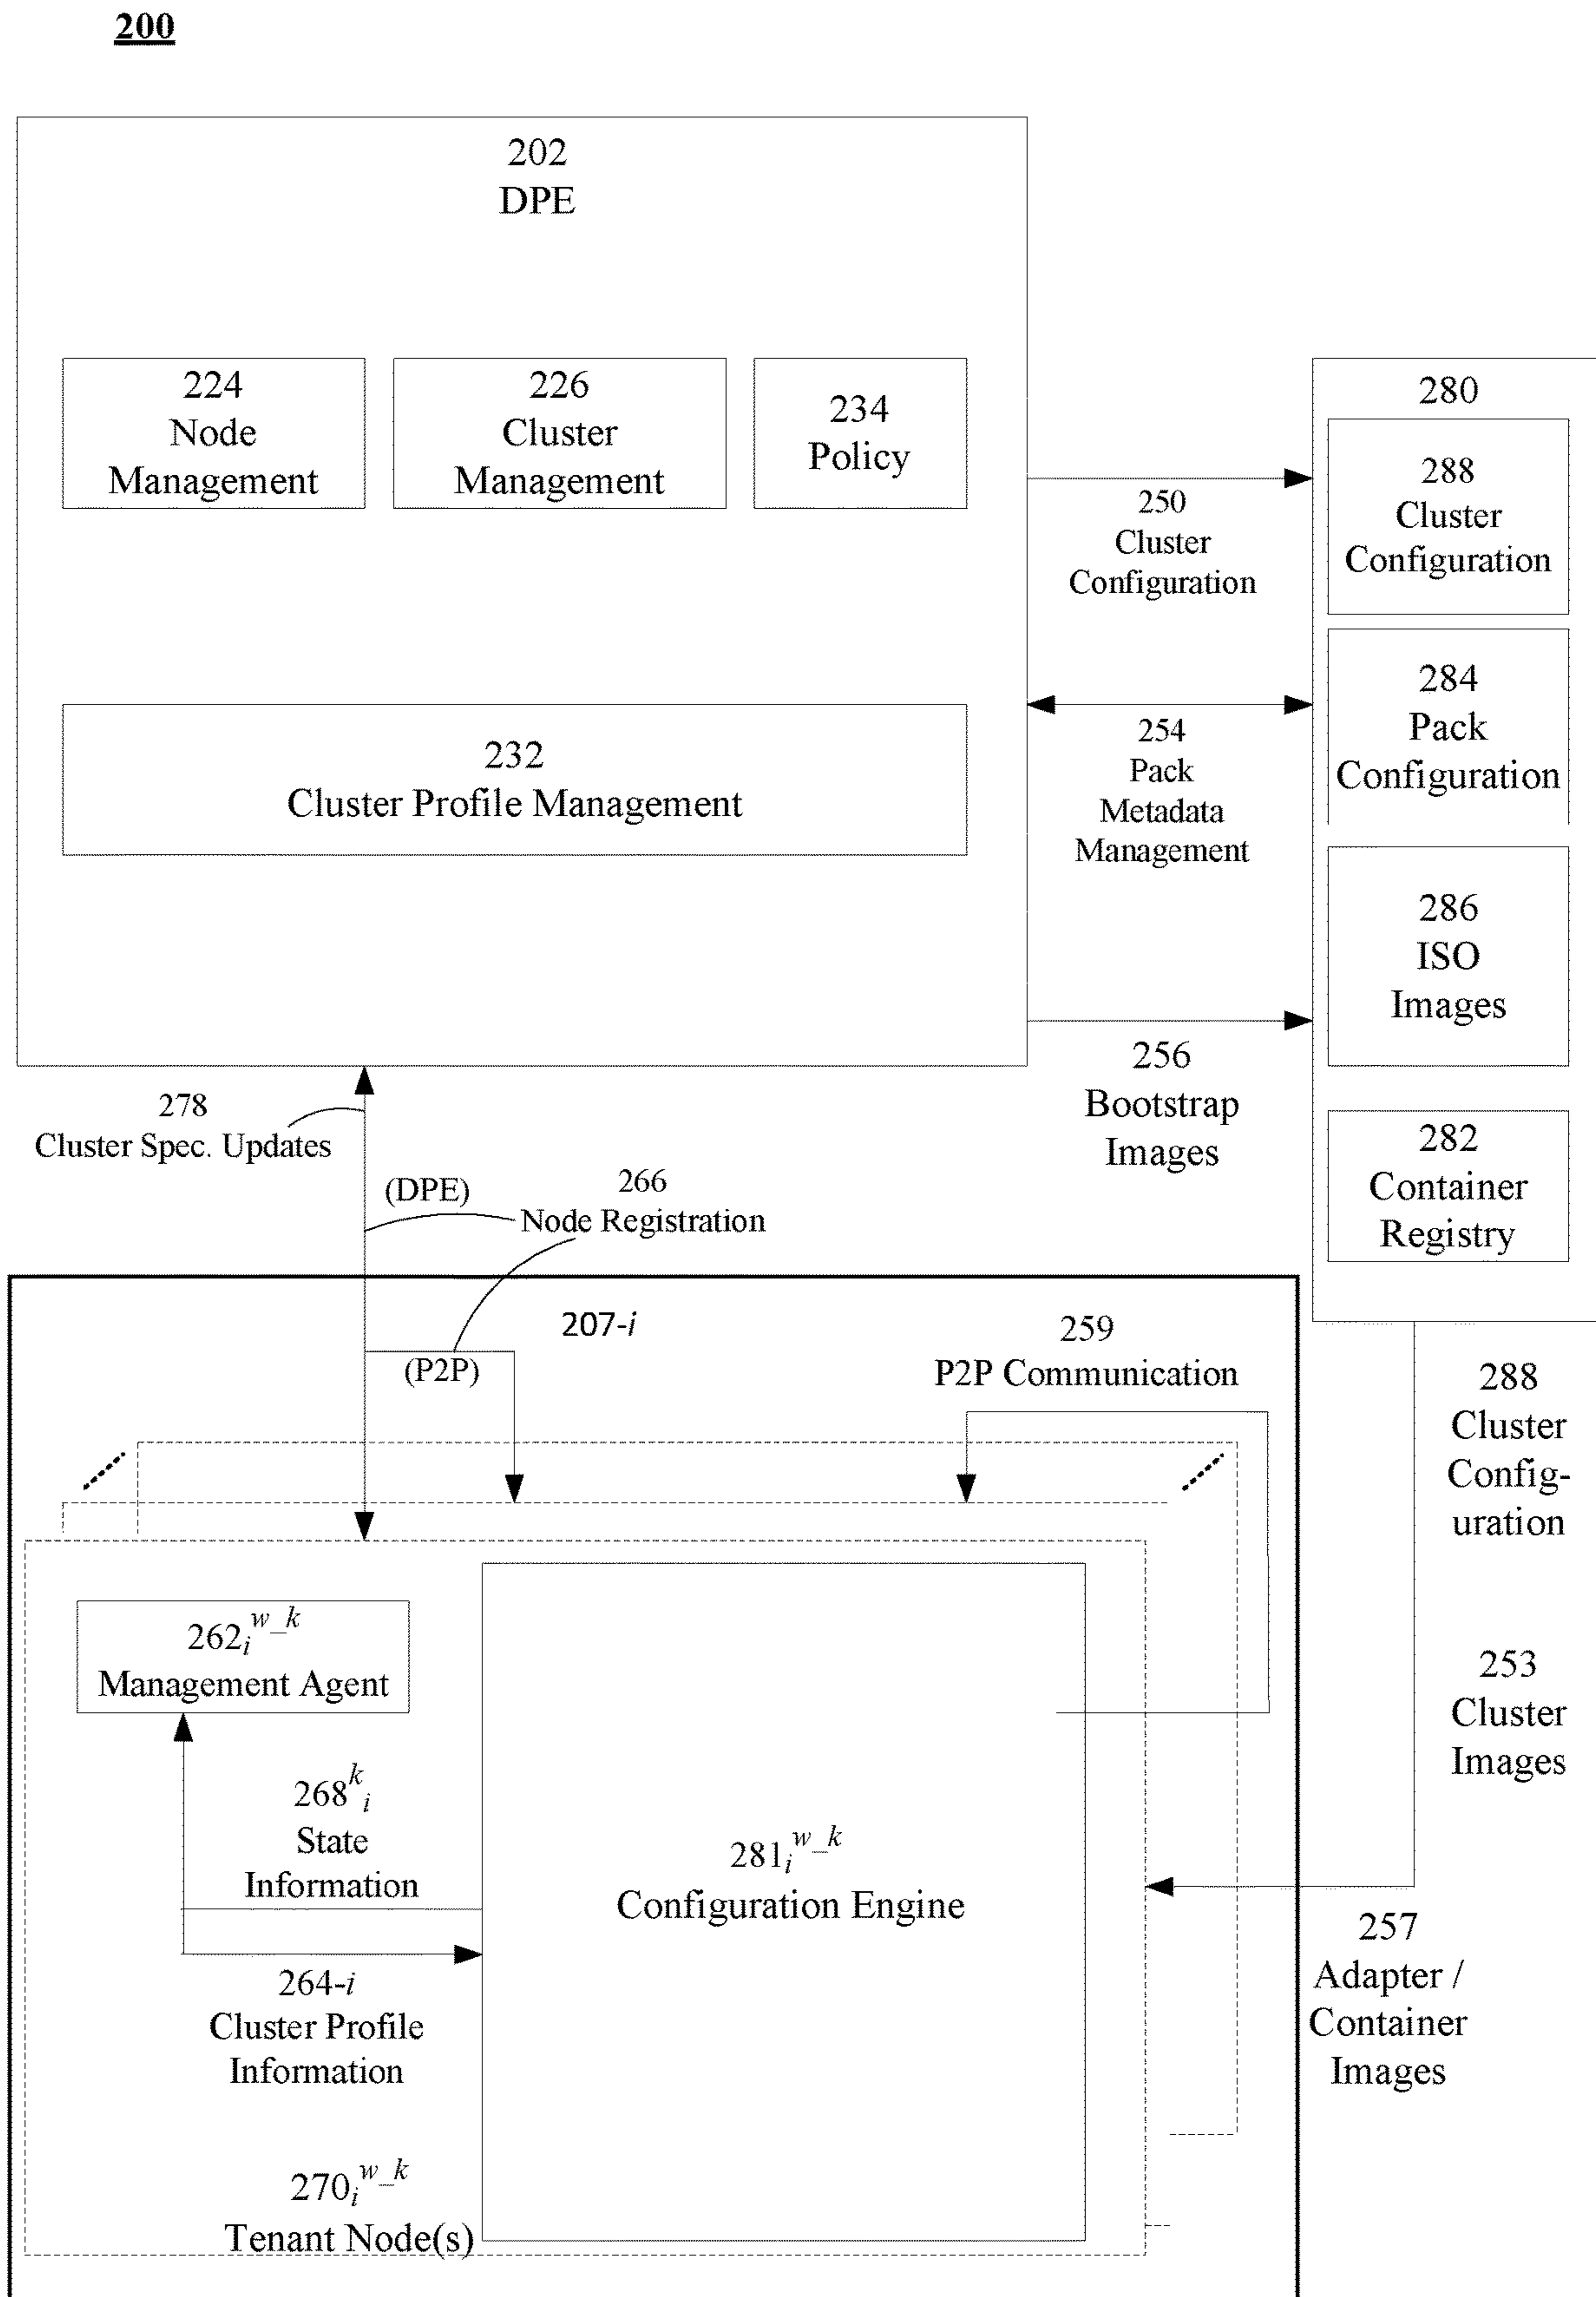 200
202
DPE
224
Node
Management
226
Cluster
Management
234
Policy
232
Cluster Profile Management
250
Cluster
Configuration
254
Pack
Metadata
Management
256
Bootstrap
Images
280
288
Cluster
Configuration
284
Pack
Configuration
286
ISO
Images
282
Container
Registry
278
Cluster Spec. Updates
(DPE)
266
Node Registration
207-i
(P2P)
259
P2P Communication
288
Cluster
Config-
uration
253
Cluster
Images
262_i^{w_k}
Management Agent
268^k_i
State
Information
281_i^{w_k}
Configuration Engine
264-i
Cluster Profile
Information
257
Adapter /
Container
Images
270_i^{w_k}
Tenant Node(s)